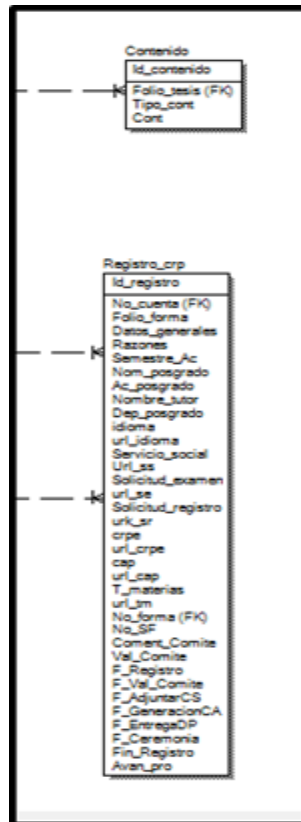 Contenido
Id_contenido
Folio_tesis (FK)
Tipo_cont
Cont
Registro_crp
Id_registro
No_cuenta (FK)
Folio_forma
Datos_generales
Razones
Semestre_Ac
Nom_posgrado
Ac_posgrado
Nombre_tutor
Dep_posgrado
idioma
url_idioma
Servicio_social
Url_ss
Solicitud_examen
url_se
Solicitud_registro
urk_sr
crpe
url_crpe
cap
url_cap
T_materias
url_tm
No_forma (FK)
No_SF
Coment_Comite
Val_Comite
F_Registro
F_Val_Comite
F_AdjuntarCS
F_GeneracionCA
F_EntregaDP
F_Ceremonia
Fin_Registro
Avan_pro